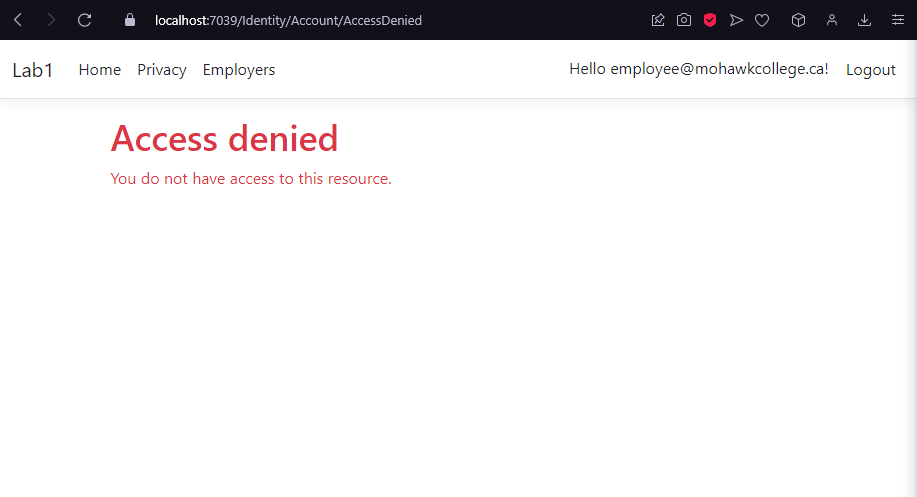 localhost:7039/Identity/Account/AccessDenied
Lab1 Home Privacy Employers Hello employee@mohawkcollege.ca! Logout
Access denied
You do not have access to this resource.